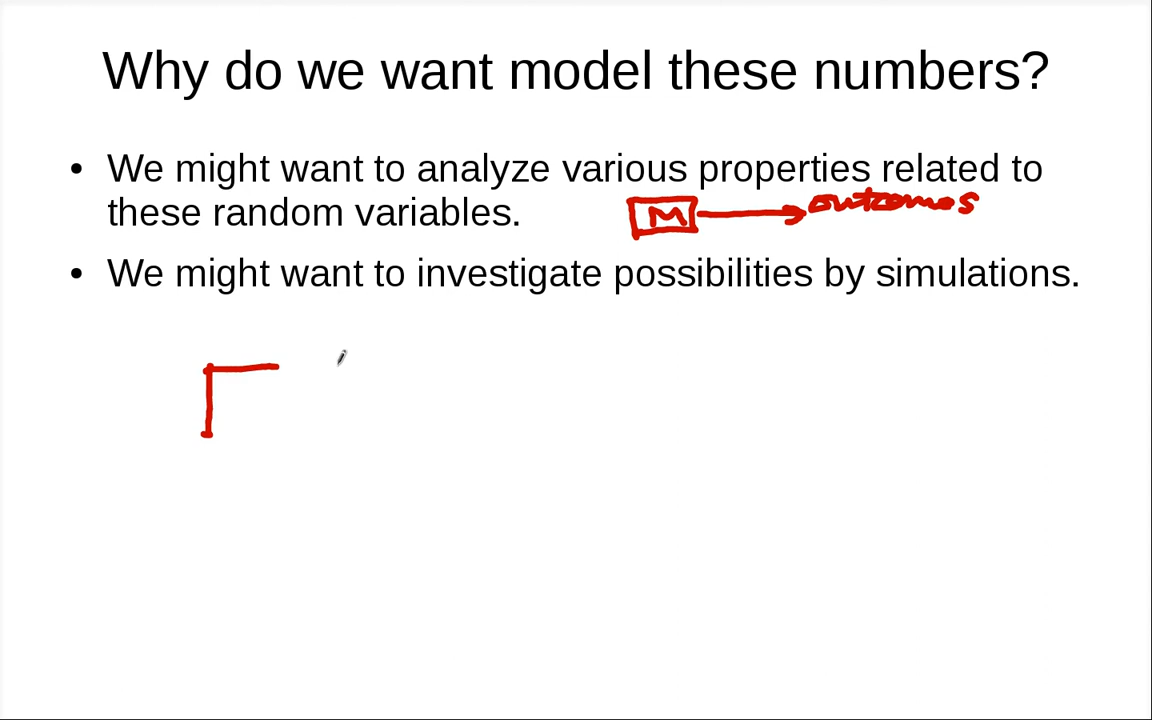 Why do we want model these numbers?
• We might want to analyze various properties related to
these random variables.
M outcomes
• We might want to investigate possibilities by simulations.